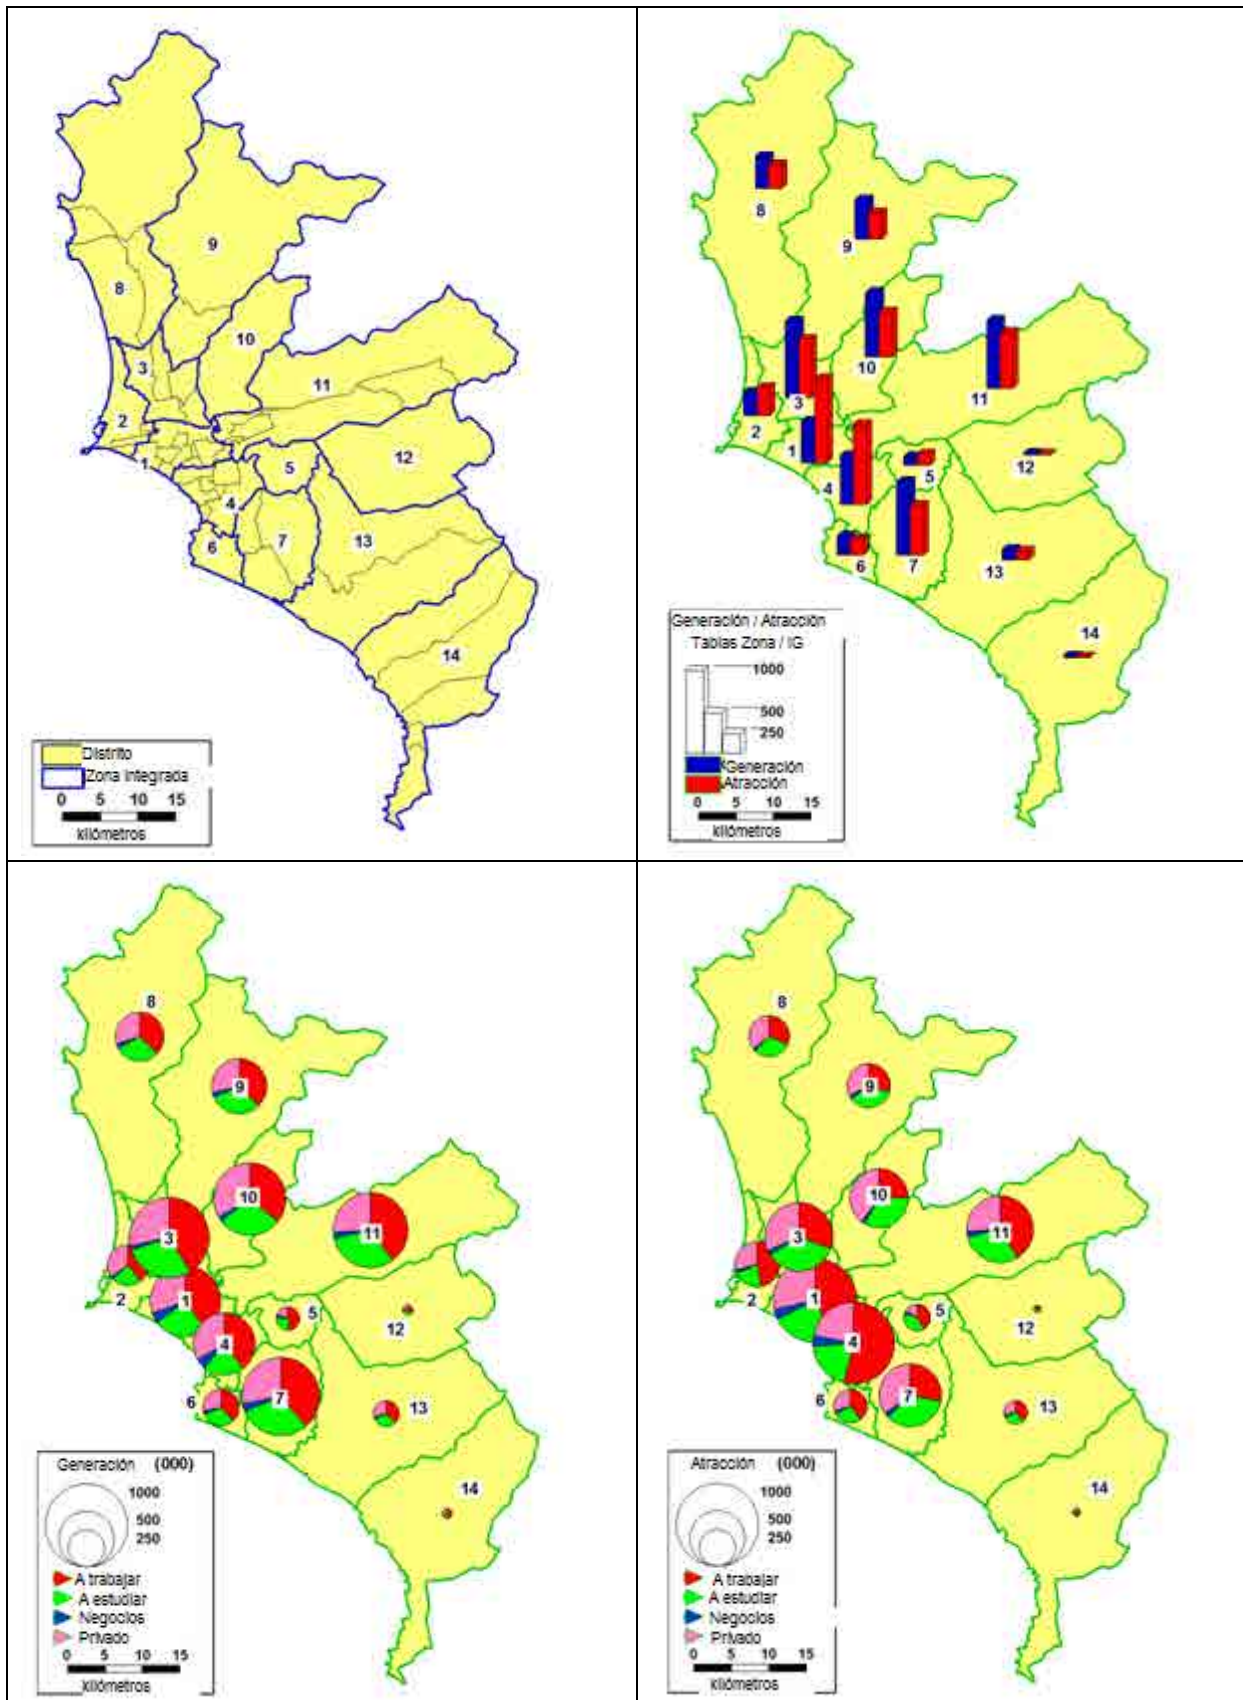 9
8
10
3
11
2
1
5
12
4
6
7
13
14
Distrito
Zona Integrada
0 5 10 15
kilómetros
8
9
10
3
11
2
1
5
12
4
6
7
13
14
Generación / Atracción
Tablas Zona / IG
1000
500
250
Generación
Atracción
0 5 10 15
kilómetros
8
9
10
3
11
2
1
5
12
4
6
7
13
14
Generación (000)
1000
500
250
A trabajar
A estudiar
Negocios
Privado
0 5 10 15
kilómetros
8
9
10
3
11
2
1
5
12
4
6
7
13
14
Atracción (000)
1000
500
250
A trabajar
A estudiar
Negocios
Privado
0 5 10 15
kilómetros